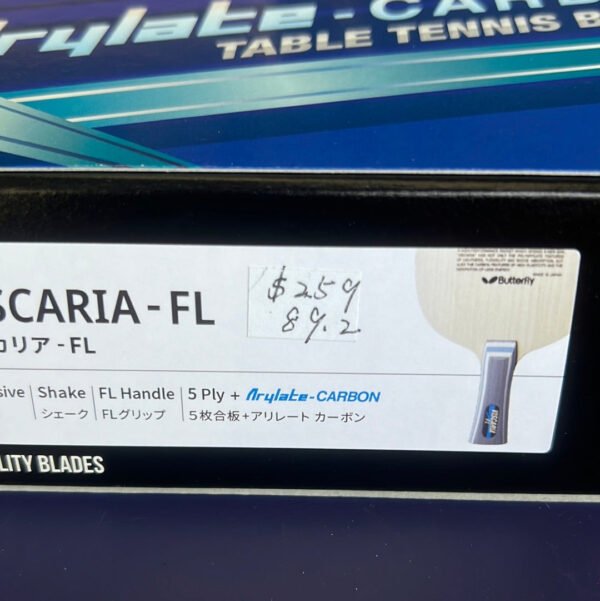 Arylate-CAR
TABLE TENNIS B
SCARIA-FL
カリア-FL
$259
89.2
Butterfly
sive | Shake | FL Handle | 5 Ply + Arylate-CARBON
シェーク | FLグリップ | 5枚合板+アリレート カーボン
LITY BLADES